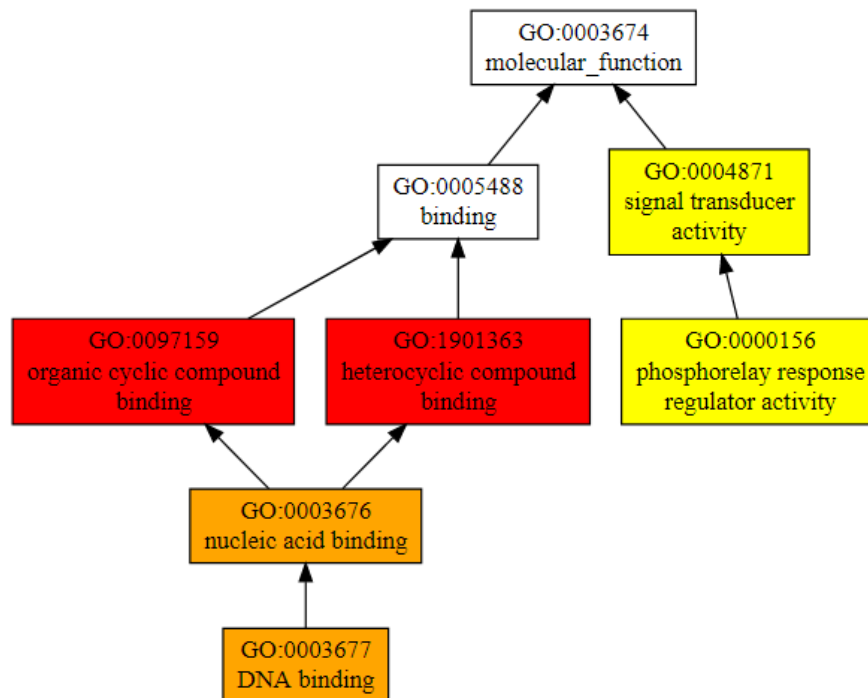 GO:0003674
molecular_function
GO:0005488
binding
GO:0004871
signal transducer
activity
GO:0097159
organic cyclic compound
binding
GO:1901363
heterocyclic compound
binding
GO:0000156
phosphorelay response
regulator activity
GO:0003676
nucleic acid binding
GO:0003677
DNA binding